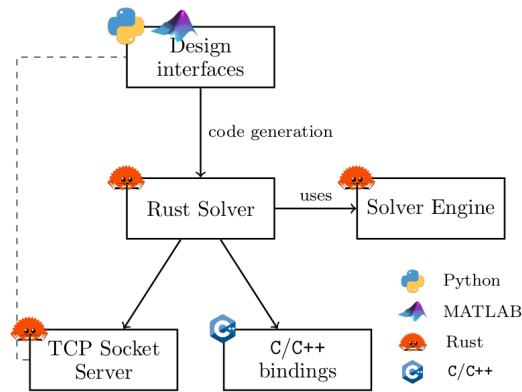 Design
interfaces
code generation
Rust Solver
uses
Solver Engine
TCP Socket
Server
C/C++
bindings
Python
MATLAB
Rust
C/C++